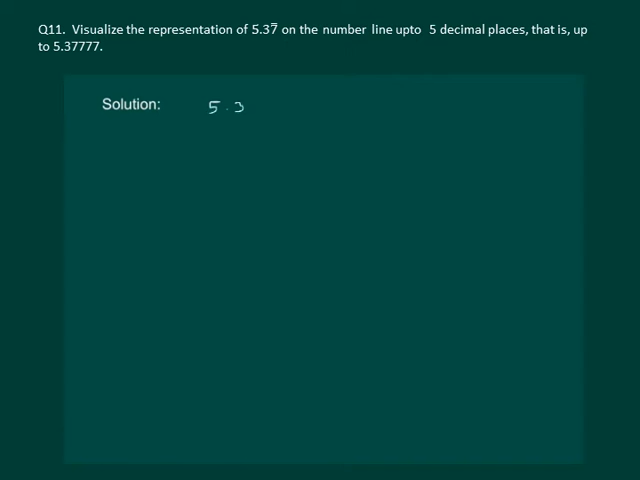 Q11. Visualize the representation of 5.37̅ on the number line upto 5 decimal places, that is, up
to 5.37777.
Solution: 5.3